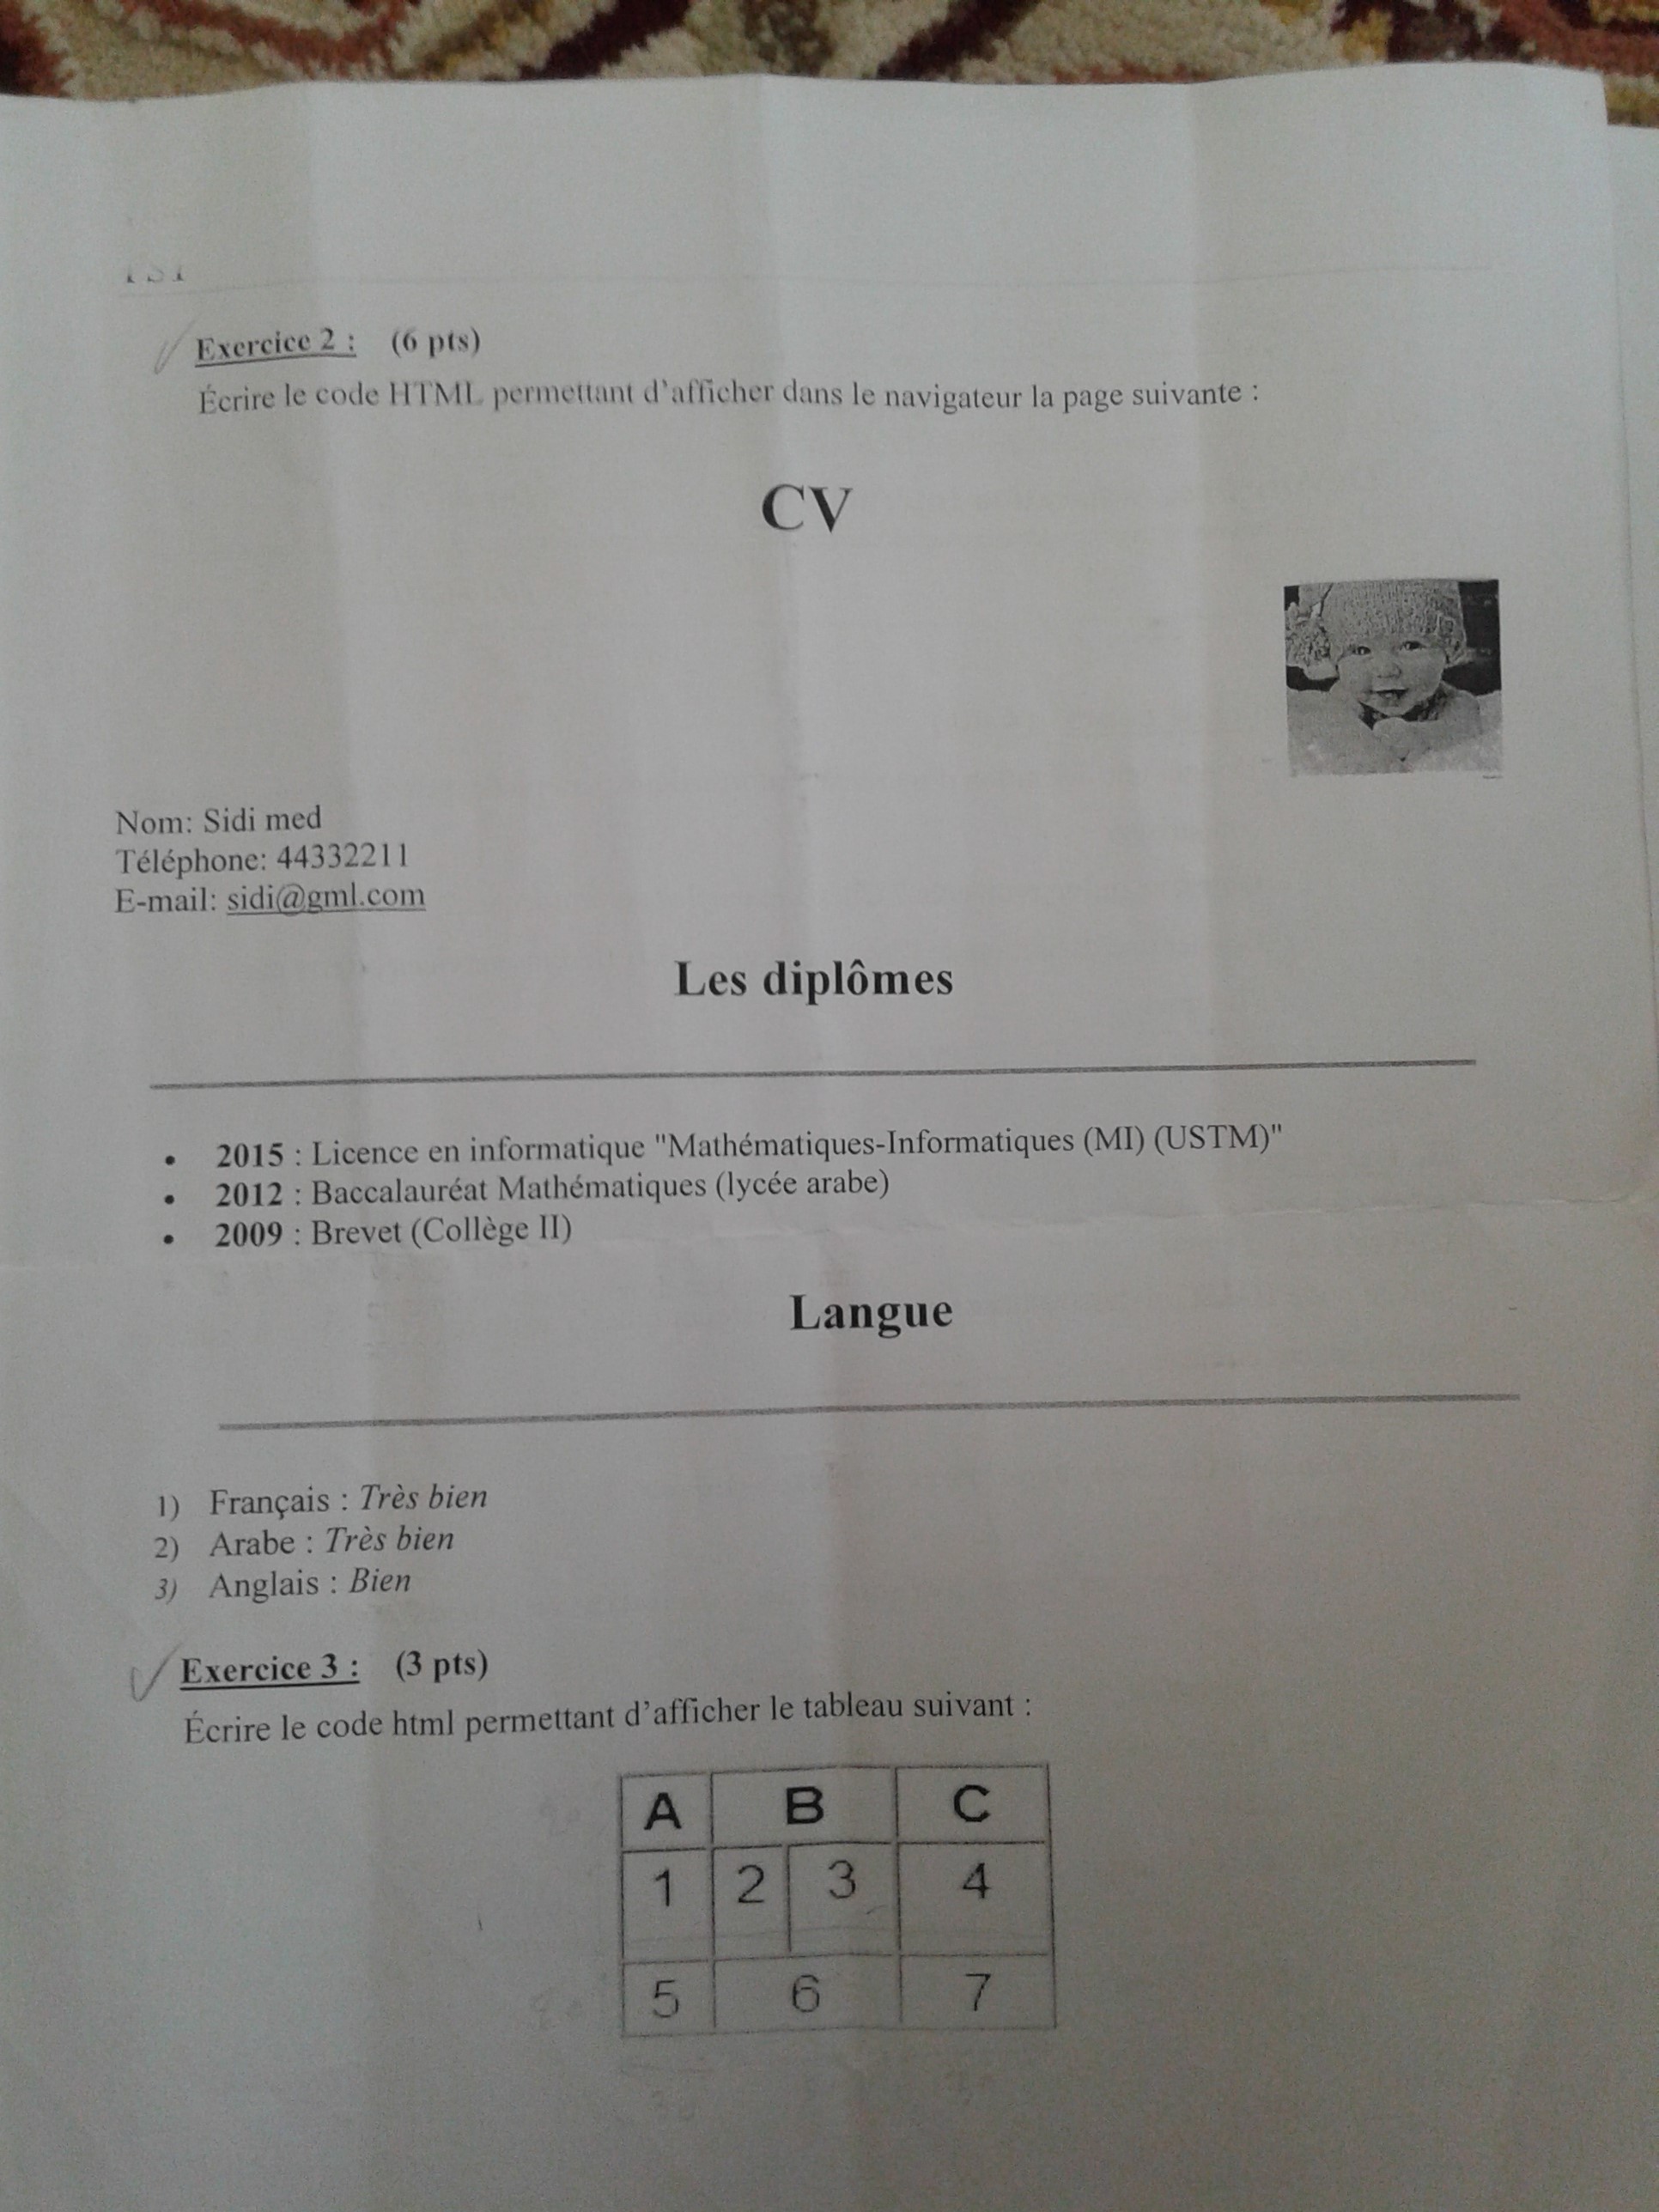 Exercice 2 : (6 pts)
Écrire le code HTML permettant d'afficher dans le navigateur la page suivante :
CV
Nom: Sidi med
Téléphone: 44332211
E-mail: sidi@gml.com
Les diplômes
• 2015 : Licence en informatique "Mathématiques-Informatiques (MI) (USTM)"
• 2012 : Baccalauréat Mathématiques (lycée arabe)
• 2009 : Brevet (Collège II)
Langue
1) Français : Très bien
2) Arabe : Très bien
3) Anglais : Bien
Exercice 3 : (3 pts)
Écrire le code html permettant d'afficher le tableau suivant :
A B C
1 2 3 4
5 6 7